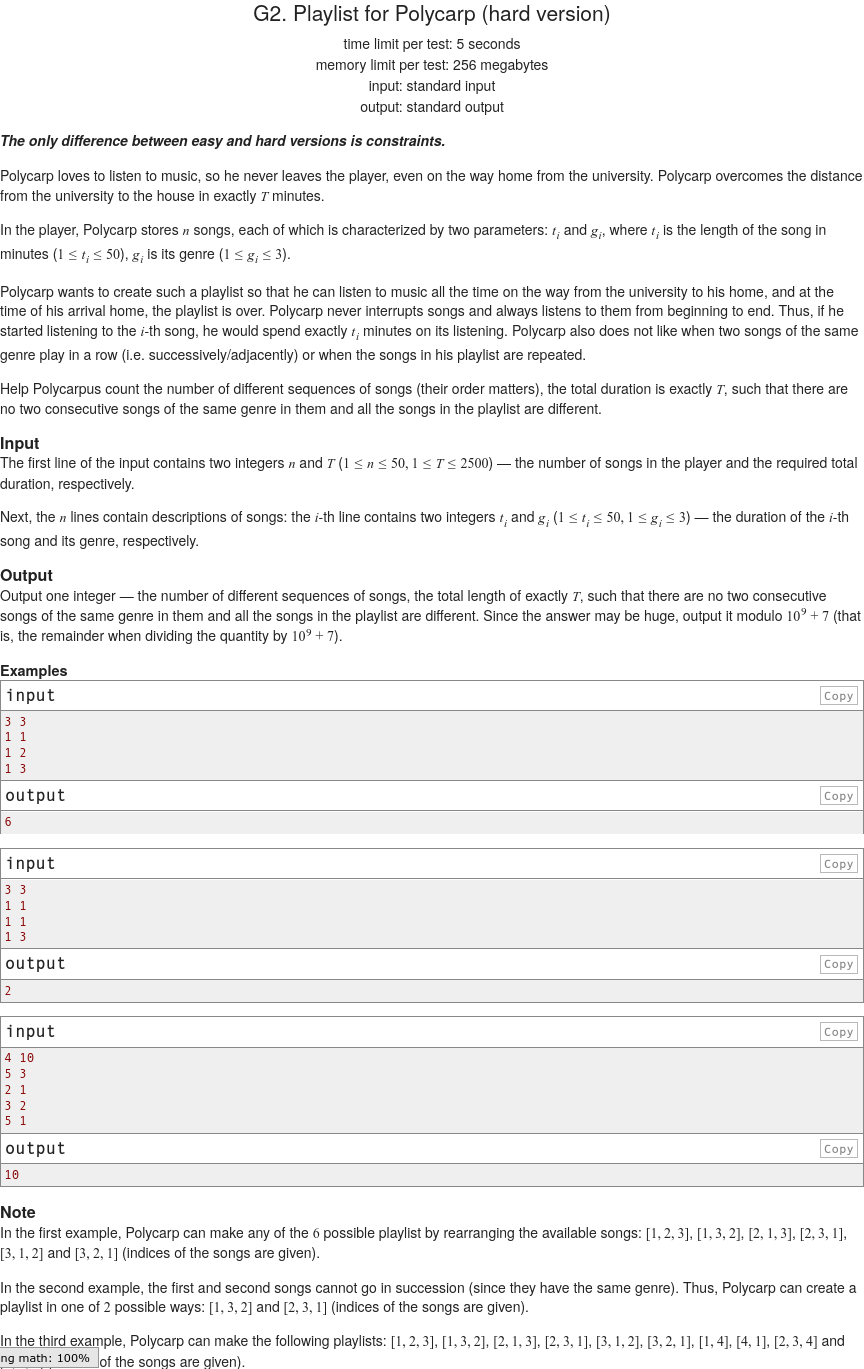 G2. Playlist for Polycarp (hard version)
time limit per test: 5 seconds
memory limit per test: 256 megabytes
input: standard input
output: standard output
The only difference between easy and hard versions is constraints.
Polycarp loves to listen to music, so he never leaves the player, even on the way home from the university. Polycarp overcomes the distance
from the university to the house in exactly T minutes.
In the player, Polycarp stores n songs, each of which is characterized by two parameters: t_i and g_i, where t_i is the length of the song in
minutes (1 ≤ t_i ≤ 50), g_i is its genre (1 ≤ g_i ≤ 3).
Polycarp wants to create such a playlist so that he can listen to music all the time on the way from the university to his home, and at the
time of his arrival home, the playlist is over. Polycarp never interrupts songs and always listens to them from beginning to end. Thus, if he
started listening to the i-th song, he would spend exactly t_i minutes on its listening. Polycarp also does not like when two songs of the same
genre play in a row (i.e. successively/adjacently) or when the songs in his playlist are repeated.
Help Polycarpus count the number of different sequences of songs (their order matters), the total duration is exactly T, such that there are
no two consecutive songs of the same genre in them and all the songs in the playlist are different.
Input
The first line of the input contains two integers n and T (1 ≤ n ≤ 50, 1 ≤ T ≤ 2500) — the number of songs in the player and the required total
duration, respectively.
Next, the n lines contain descriptions of songs: the i-th line contains two integers t_i and g_i (1 ≤ t_i ≤ 50, 1 ≤ g_i ≤ 3) — the duration of the i-th
song and its genre, respectively.
Output
Output one integer — the number of different sequences of songs, the total length of exactly T, such that there are no two consecutive
songs of the same genre in them and all the songs in the playlist are different. Since the answer may be huge, output it modulo 10^9 + 7 (that
is, the remainder when dividing the quantity by 10^9 + 7).
Examples
input Copy
3 3
1 1
1 2
1 3
output Copy
6
input Copy
3 3
1 1
1 1
1 3
output Copy
2
input Copy
4 10
5 3
2 1
3 2
5 1
output Copy
10
Note
In the first example, Polycarp can make any of the 6 possible playlist by rearranging the available songs: [1, 2, 3], [1, 3, 2], [2, 1, 3], [2, 3, 1],
[3, 1, 2] and [3, 2, 1] (indices of the songs are given).
In the second example, the first and second songs cannot go in succession (since they have the same genre). Thus, Polycarp can create a
playlist in one of 2 possible ways: [1, 3, 2] and [2, 3, 1] (indices of the songs are given).
In the third example, Polycarp can make the following playlists: [1, 2, 3], [1, 3, 2], [2, 1, 3], [2, 3, 1], [3, 1, 2], [3, 2, 1], [1, 4], [4, 1], [2, 3, 4] and
ng math: 100% of the songs are given).